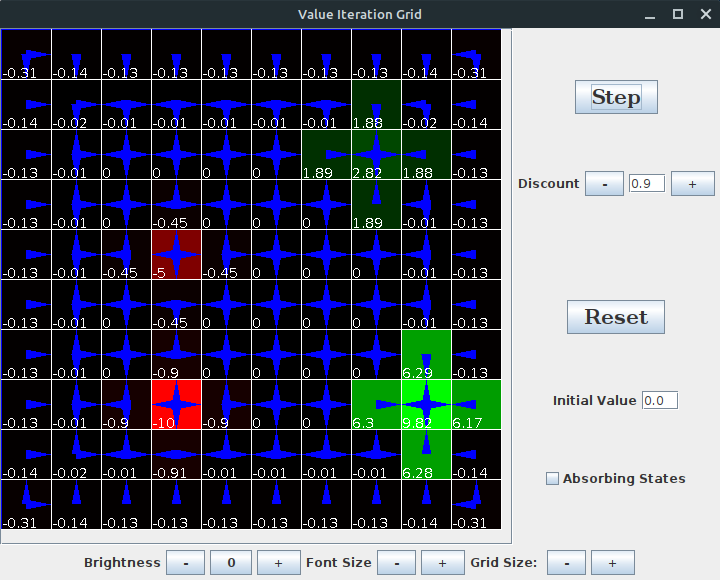 Value Iteration Grid
-0.31 -0.14 -0.13 -0.13 -0.13 -0.13 -0.13 -0.13 -0.14 -0.31
-0.14 -0.02 -0.01 -0.01 -0.01 -0.01 -0.01 1.88 -0.02 -0.14
-0.13 -0.01 0 0 0 0 1.89 2.82 1.88 -0.13
-0.13 -0.01 0 -0.45 0 0 0 1.89 -0.01 -0.13
-0.13 -0.01 -0.45 -5 -0.45 0 0 0 -0.01 -0.13
-0.13 -0.01 0 -0.45 0 0 0 0 -0.01 -0.13
-0.13 -0.01 0 -0.9 0 0 0 0 6.29 -0.13
-0.13 -0.01 -0.9 -10 -0.9 0 0 6.3 9.82 6.17
-0.14 -0.02 -0.01 -0.91 -0.01 -0.01 -0.01 -0.01 6.28 -0.14
-0.31 -0.14 -0.13 -0.13 -0.13 -0.13 -0.13 -0.13 -0.14 -0.31
Step
Discount - 0.9 +
Reset
Initial Value 0.0
Absorbing States
Brightness - 0 + Font Size - + Grid Size: - +